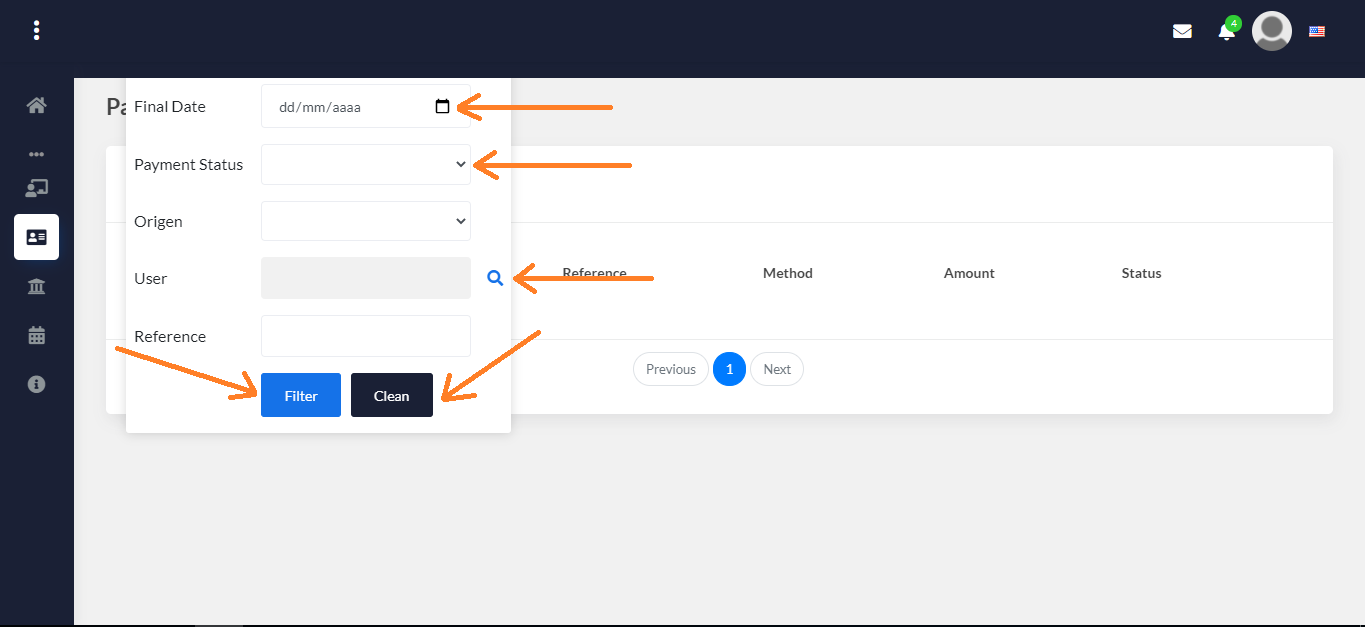 4
Pa
Final Date
dd/mm/aaaa
Payment Status
Origen
User
Reference
Method
Amount
Status
Reference
Previous
1
Next
Filter
Clean